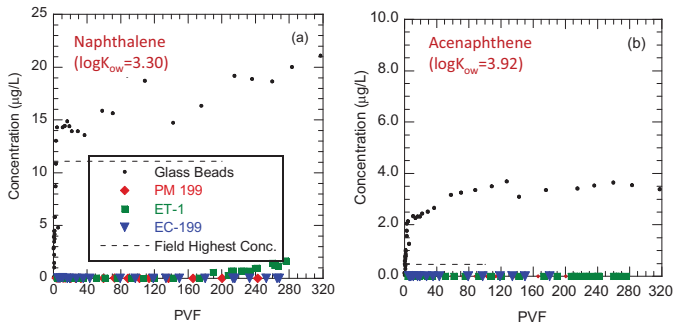 Naphthalene
(logKow=3.30)
(a)
Concentration (µg/L)
25
20
15
10
5
0
0 40 80 120 160 200 240 280 320
PVF
Glass Beads
PM 199
ET-1
EC-199
Field Highest Conc.
Acenaphthene
(logKow=3.92)
(b)
Concentration (µg/L)
10.0
8.0
6.0
4.0
2.0
0.0
0 40 80 120 160 200 240 280 320
PVF